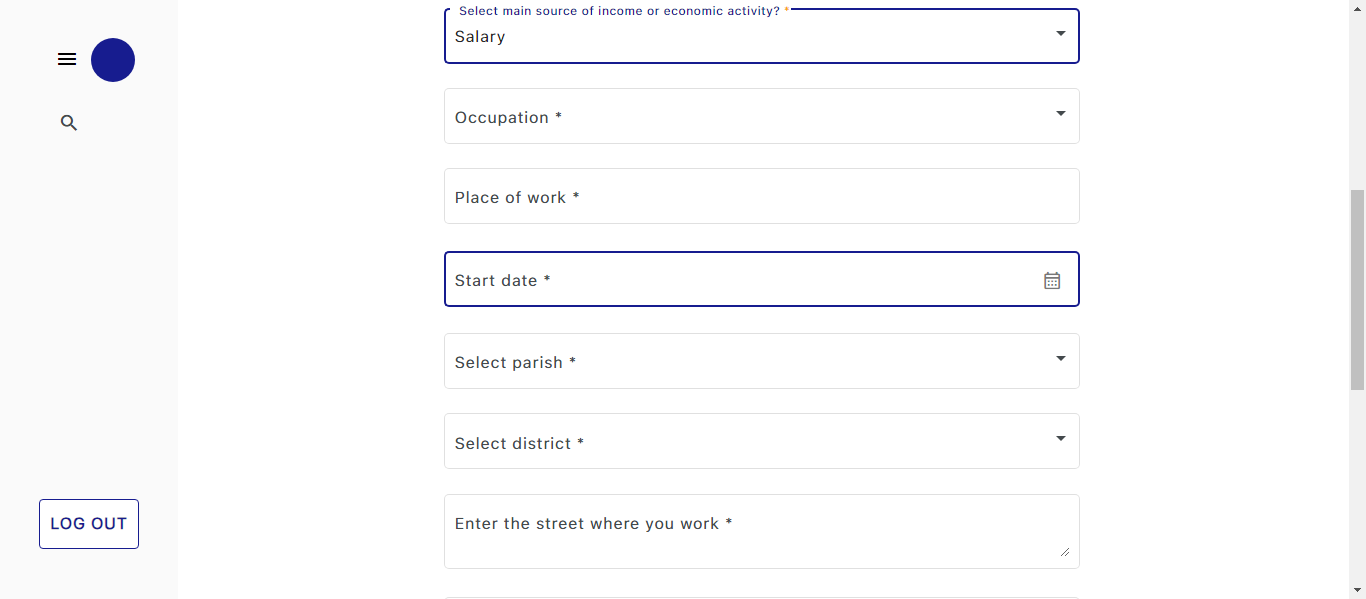 Select main source of income or economic activity? *
Salary
Occupation *
Place of work *
Start date *
Select parish *
Select district *
Enter the street where you work *
LOG OUT